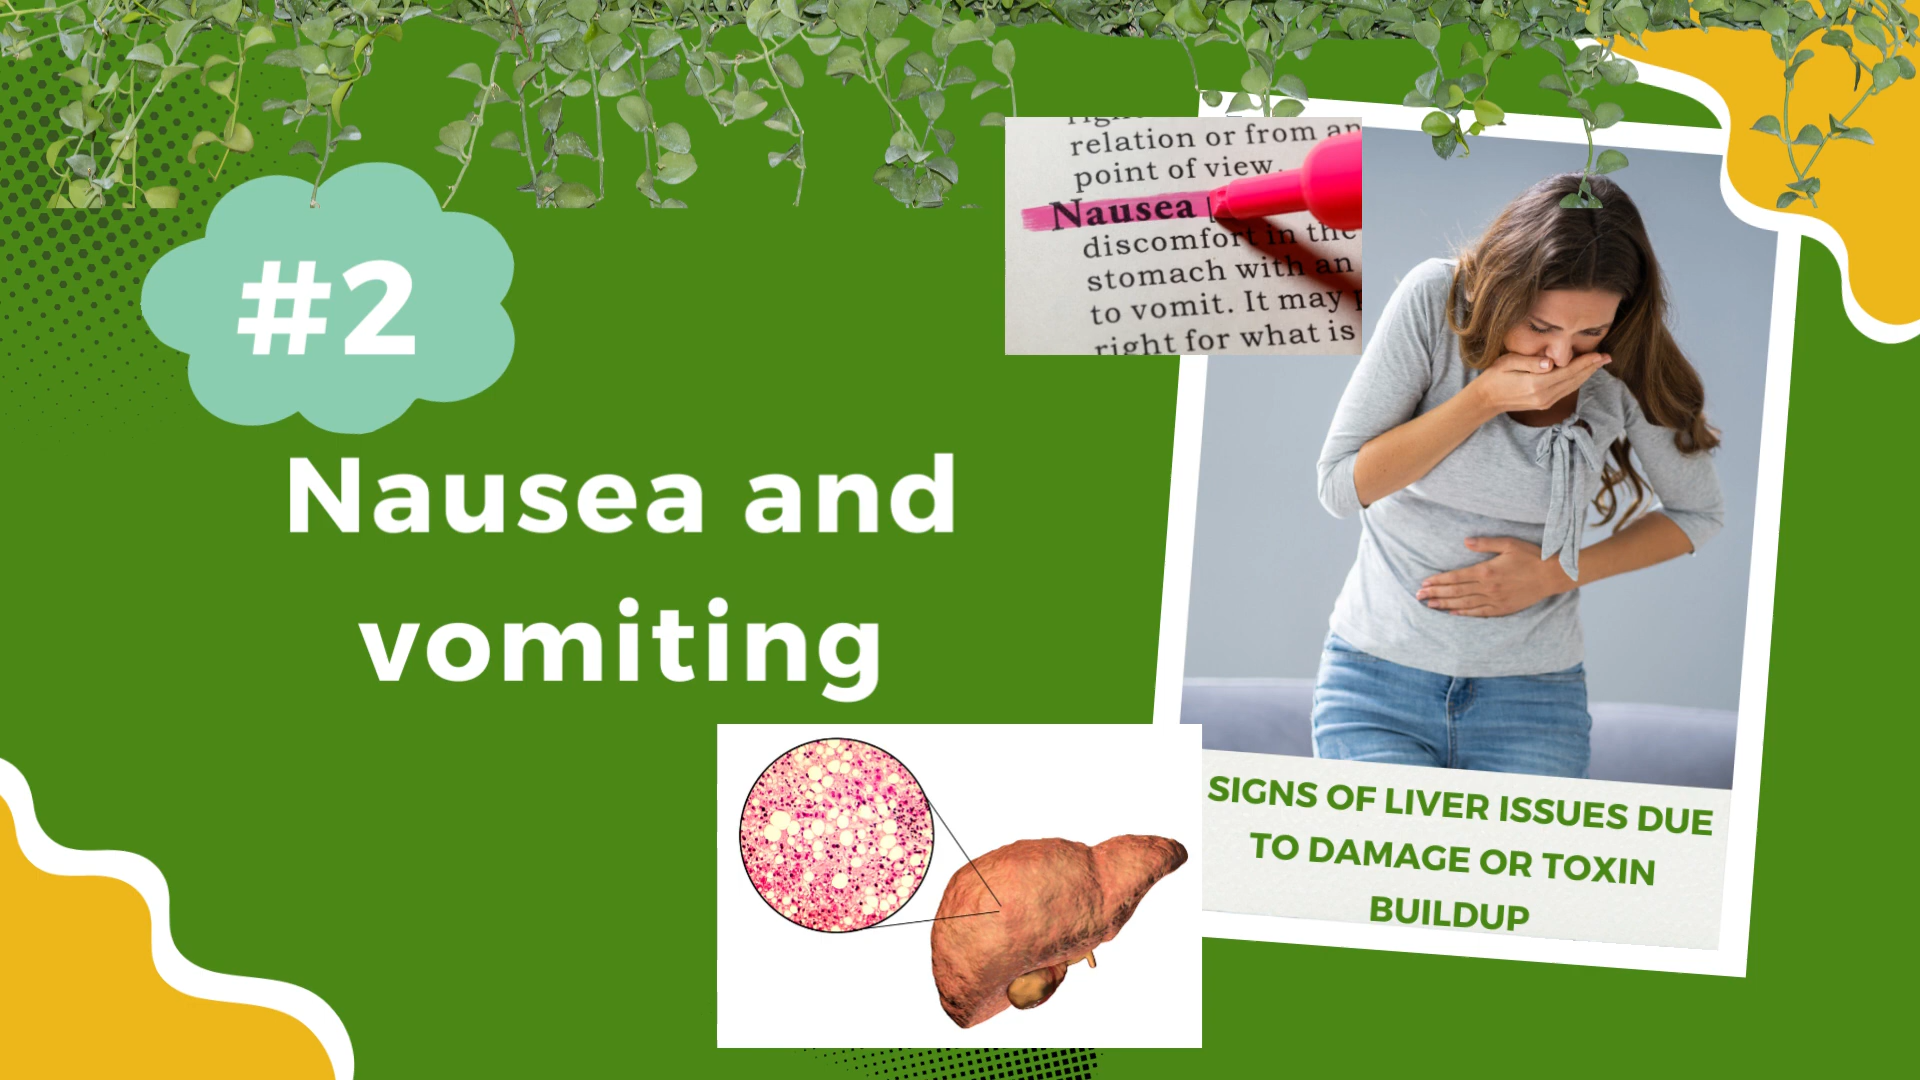 #2
Nausea and
vomiting
relation or from an
point of view.
Nausea
discomfort in the
stomach with an
to vomit. It may
right for what is
SIGNS OF LIVER ISSUES DUE
TO DAMAGE OR TOXIN
BUILDUP